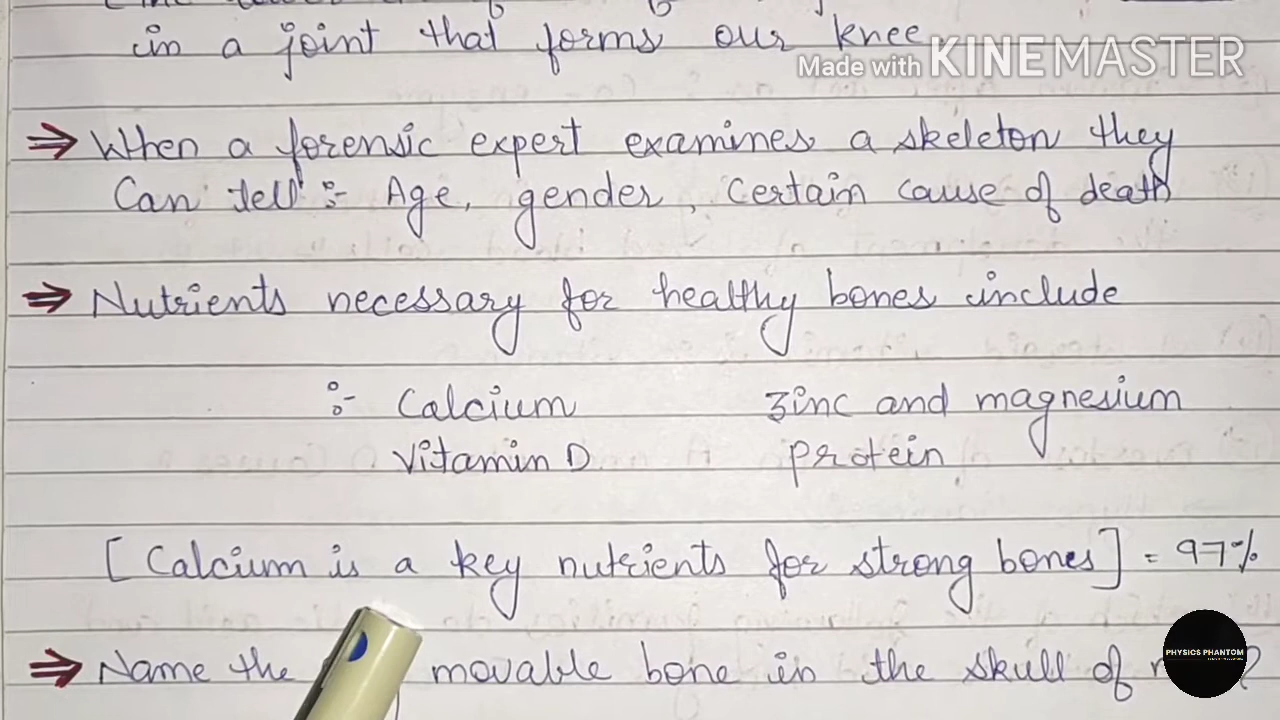 in a joint that forms our knee
Made with KINEMASTER
⇒ When a forensic expert examines a skeleton they
Can tell :- Age, gender, certain cause of death
⇒ Nutrients necessary for healthy bones include
:- Calcium zinc and magnesium
Vitamin D protein
[Calcium is a key nutrients for strong bones] = 97%
PHYSICS PHANTOM
⇒ Name the movable bone in the skull of ?